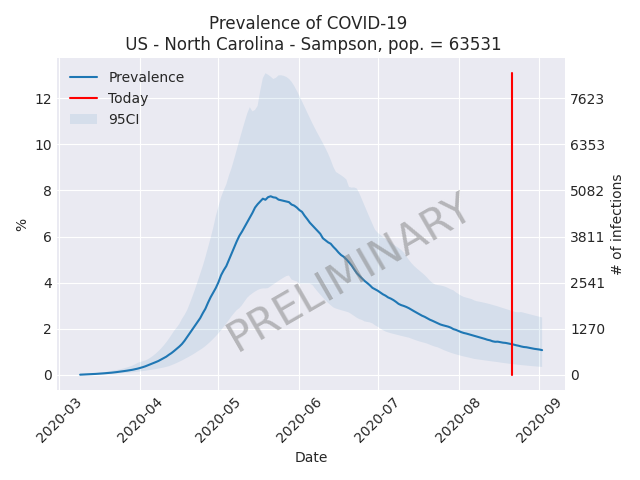 Prevalence of COVID-19
US - North Carolina - Sampson, pop. = 63531
Prevalence
Today
95CI
12
10
8
6
4
2
0
%
7623
6353
5082
3811
2541
1270
0
# of infections
PRELIMINARY
2020-03
2020-04
2020-05
2020-06
2020-07
2020-08
2020-09
Date